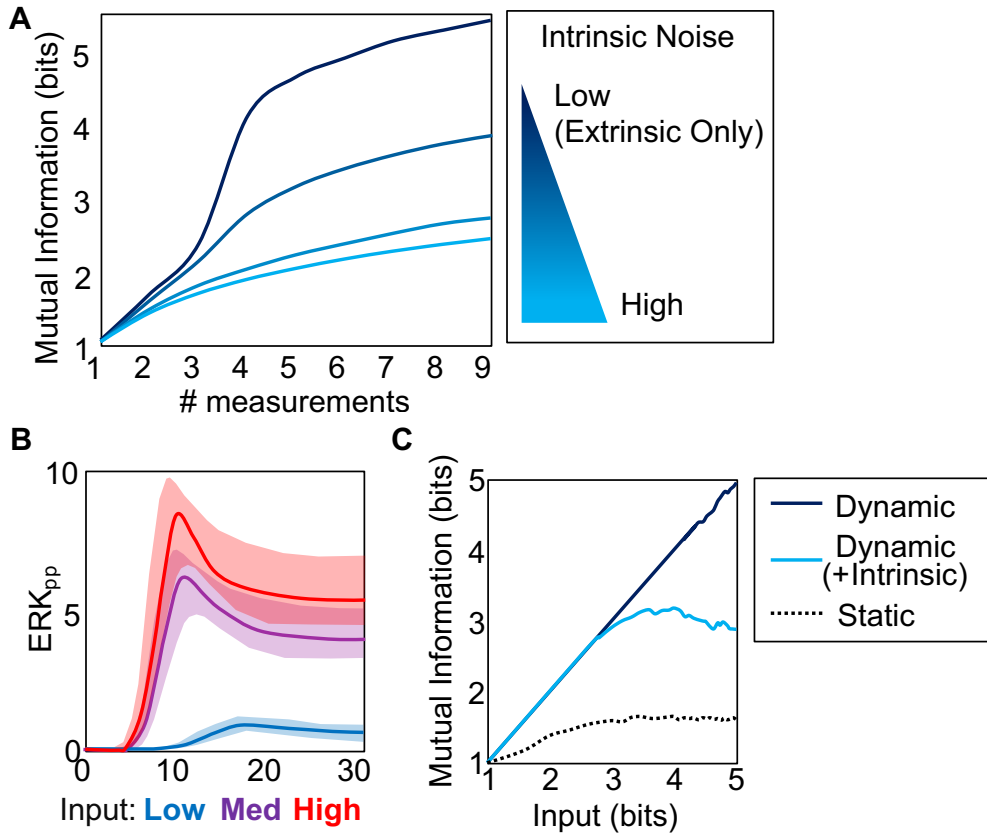 A
Mutual Information (bits)
5
4
3
2
1
1 2 3 4 5 6 7 8 9
# measurements
Intrinsic Noise
Low
(Extrinsic Only)
High
B
ERKpp
10
5
0
0 10 20 30
Input: Low Med High
C
Mutual Information (bits)
5
4
3
2
1
1 2 3 4 5
Input (bits)
Dynamic
Dynamic
(+Intrinsic)
Static